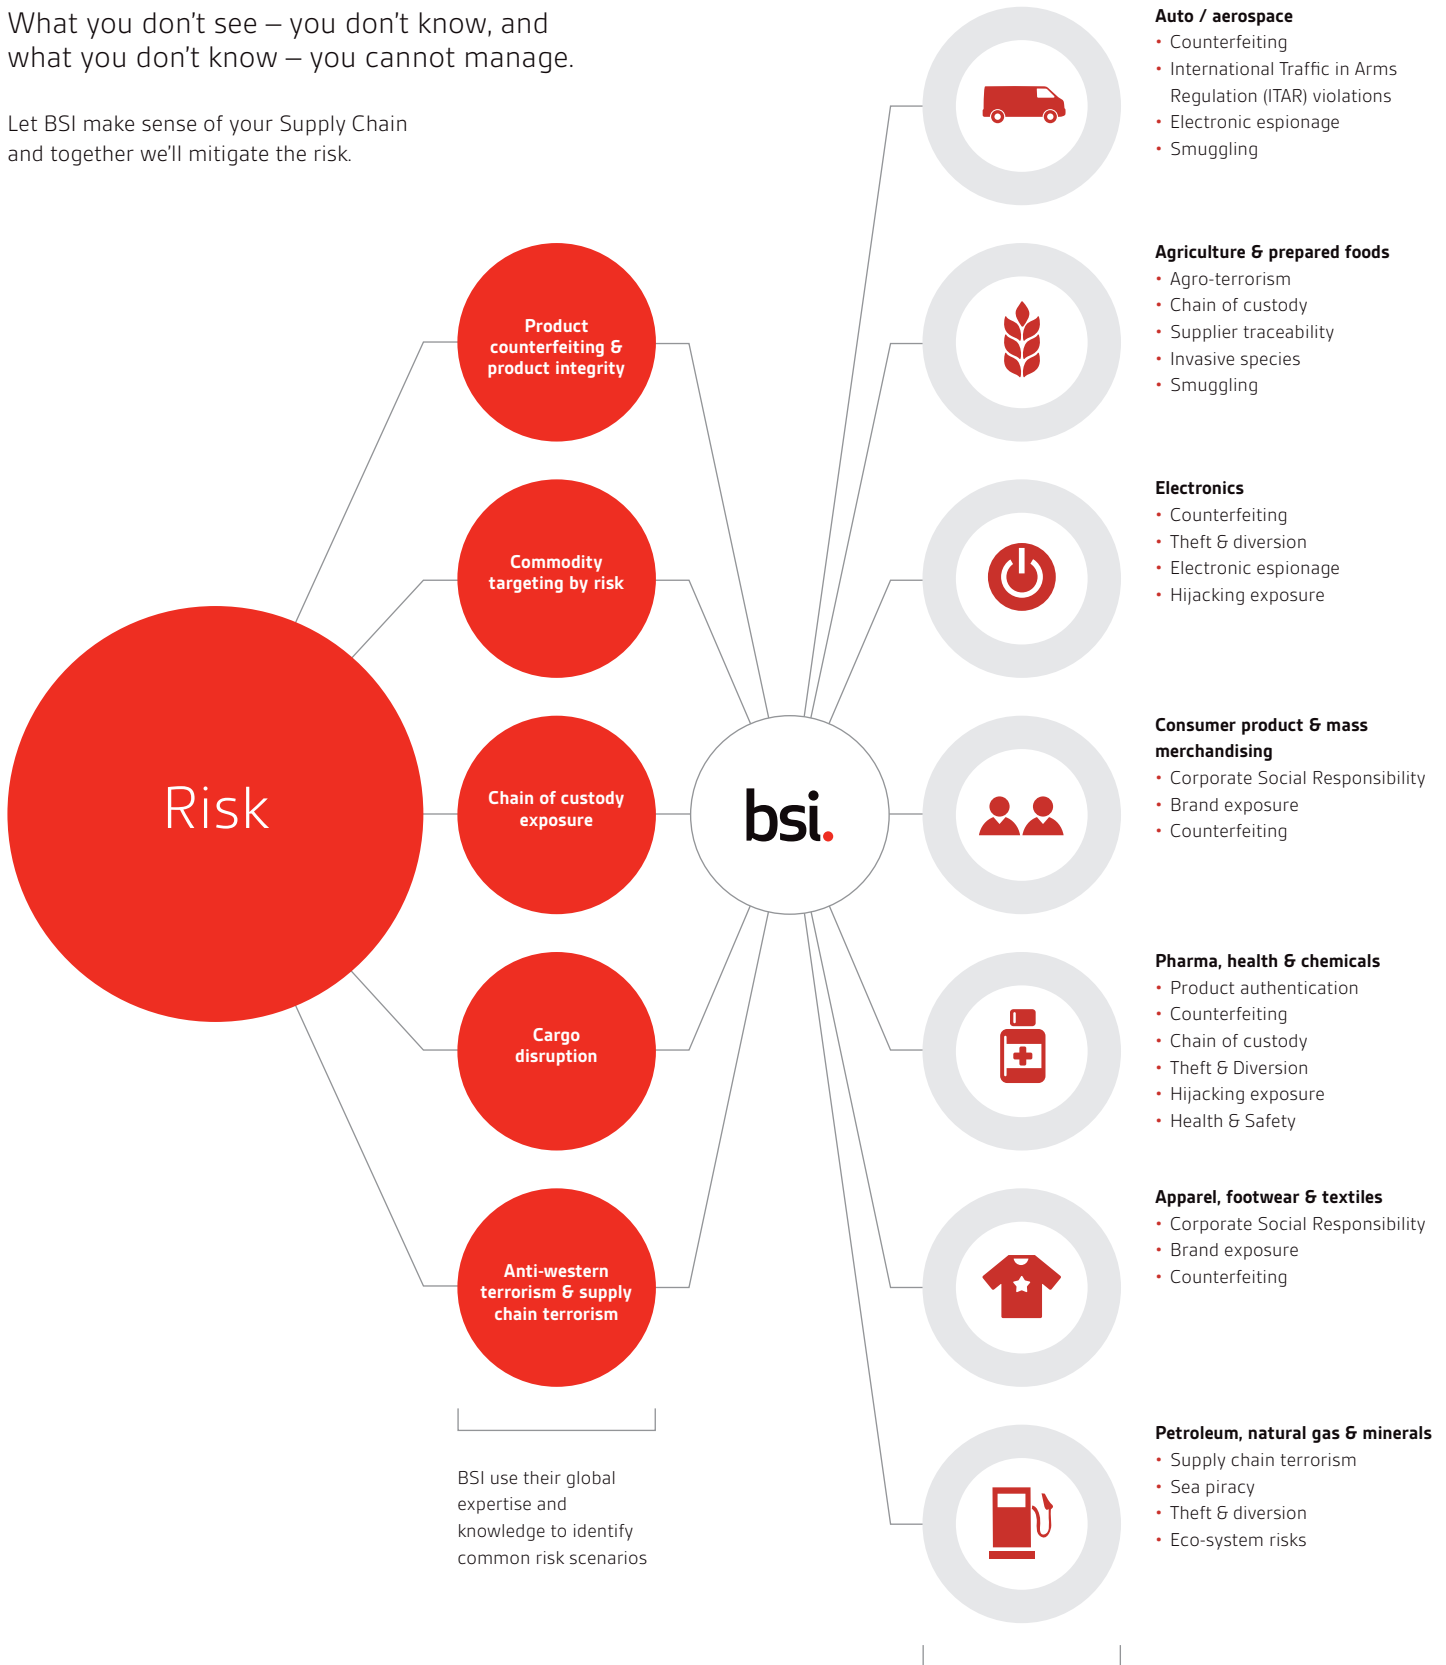 What you don't see – you don't know, and
what you don't know – you cannot manage.
Let BSI make sense of your Supply Chain
and together we'll mitigate the risk.
Risk
Product
counterfeiting &
product integrity
Commodity
targeting by risk
Chain of custody
exposure
Cargo
disruption
Anti-western
terrorism & supply
chain terrorism
BSI use their global
expertise and
knowledge to identify
common risk scenarios
bsi.
Auto / aerospace
• Counterfeiting
• International Traffic in Arms
Regulation (ITAR) violations
• Electronic espionage
• Smuggling
Agriculture & prepared foods
• Agro-terrorism
• Chain of custody
• Supplier traceability
• Invasive species
• Smuggling
Electronics
• Counterfeiting
• Theft & diversion
• Electronic espionage
• Hijacking exposure
Consumer product & mass
merchandising
• Corporate Social Responsibility
• Brand exposure
• Counterfeiting
Pharma, health & chemicals
• Product authentication
• Counterfeiting
• Chain of custody
• Theft & Diversion
• Hijacking exposure
• Health & Safety
Apparel, footwear & textiles
• Corporate Social Responsibility
• Brand exposure
• Counterfeiting
Petroleum, natural gas & minerals
• Supply chain terrorism
• Sea piracy
• Theft & diversion
• Eco-system risks